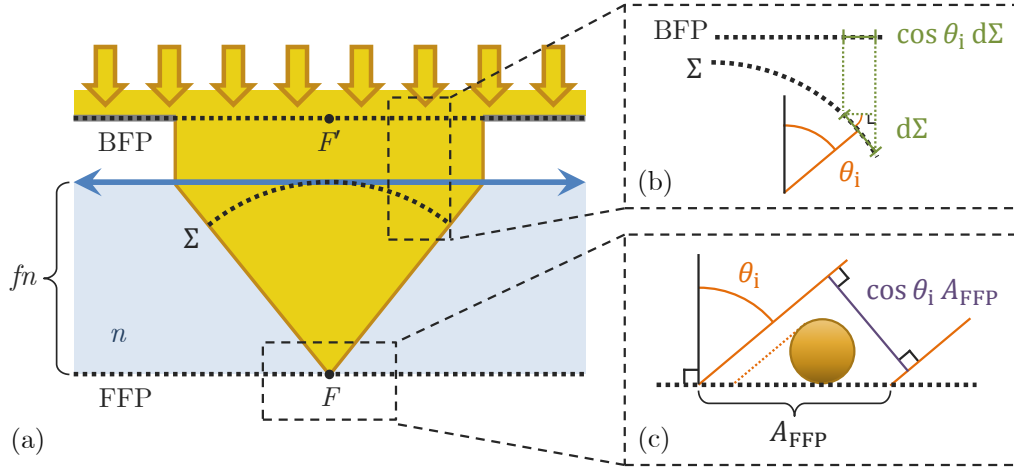 BFP
F′
Σ
fn
n
FFP
F
(a)
BFP
cos θi dΣ
Σ
dΣ
θi
(b)
θi
cos θi AFFP
AFFP
(c)